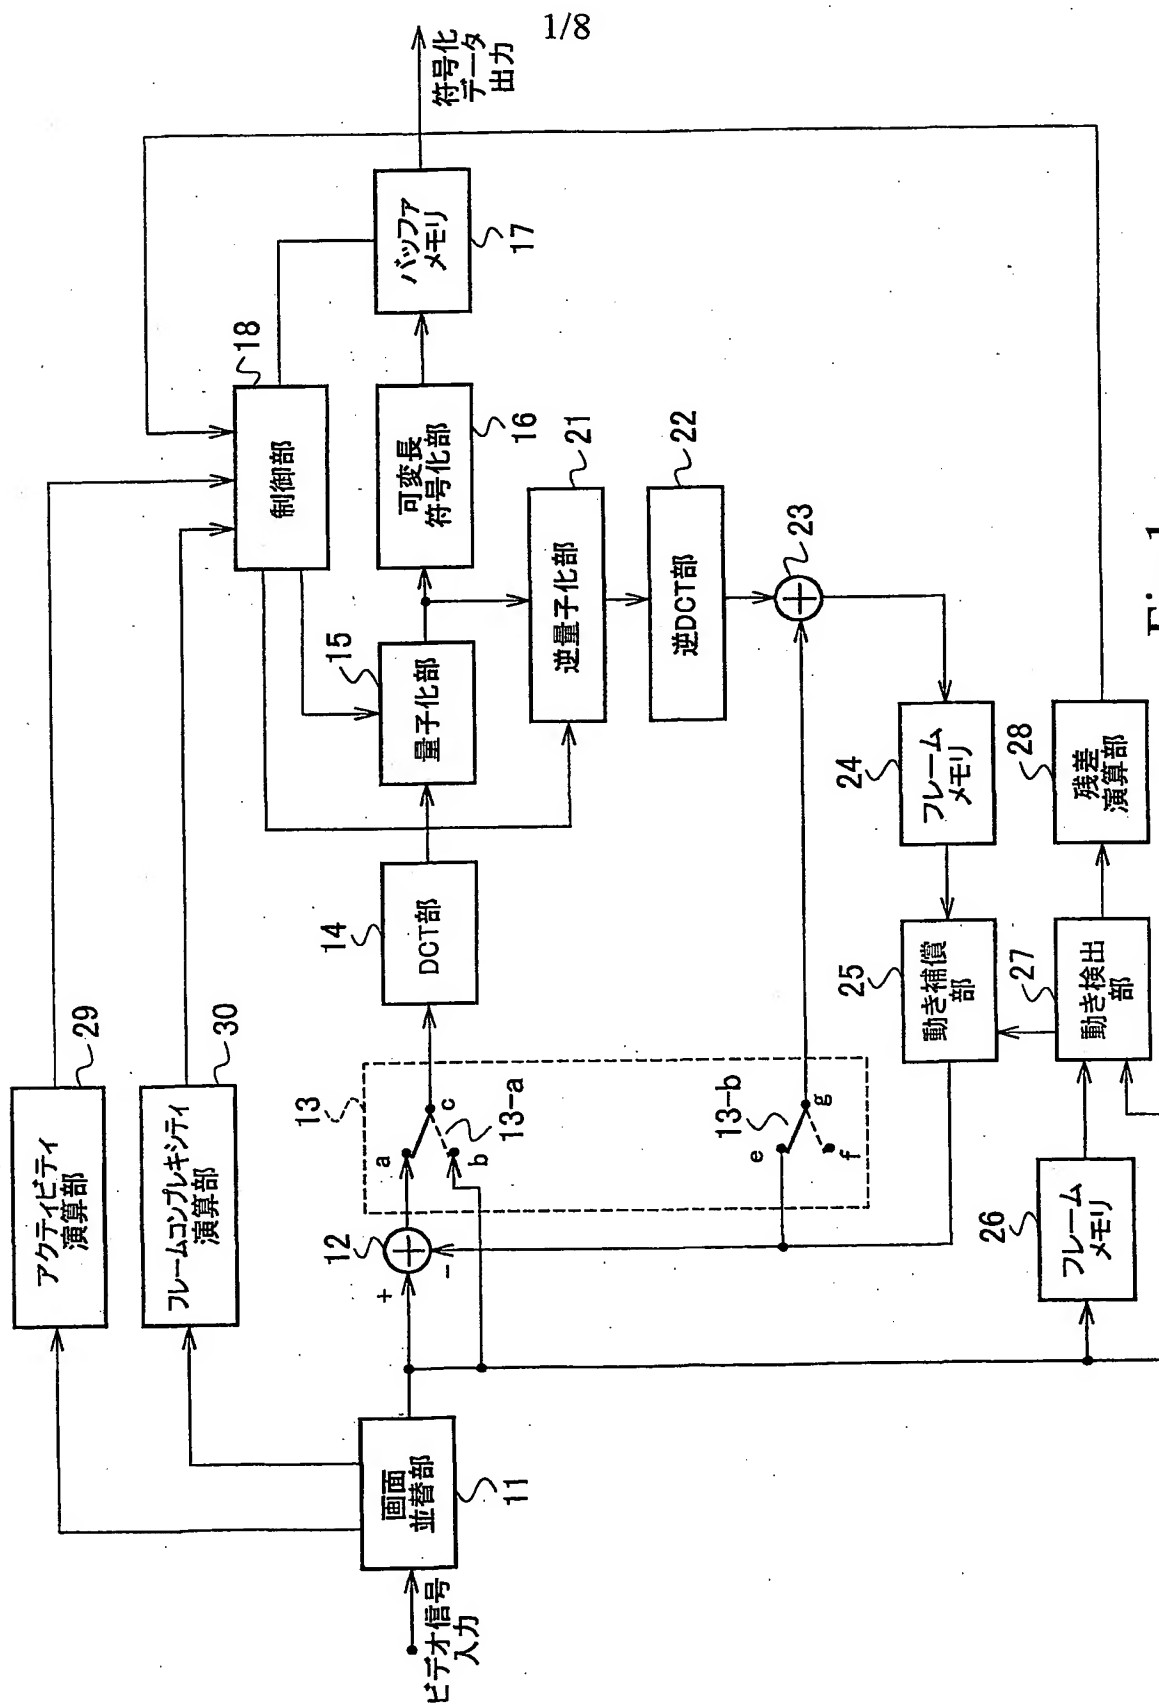 1/8
アクティビティ
演算部
29
フレームコンプレキシティ
演算部
30
ビデオ信号
入力
画面
並替部
11
+
-
12
13
a
b
c
13-a
DCT部
14
量子化部
15
制御部
18
可変長
符号化部
16
バッファ
メモリ
17
符号化
データ
出力
逆量子化部
21
逆DCT部
22
23
e
f
g
13-b
フレーム
メモリ
24
動き補償
部
25
フレーム
メモリ
26
動き検出
部
27
残差
演算部
28